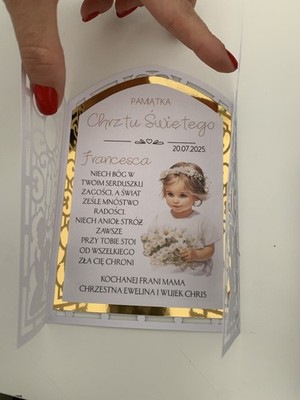 PAMIĄTKA
Chrztu Świętego
20.07.2025
Francesca
NIECH BÓG W
TWOIM SERDUSZKU
ZAGOŚCI, A ŚWIAT
ZEŚLE MNÓSTWO
RADOŚCI.
NIECH ANIOŁ STRÓŻ
ZAWSZE
PRZY TOBIE STOI
OD WSZELKIEGO
ZŁA CIĘ CHRONI
KOCHANEJ FRANI MAMA
CHRZESTNA EWELINA I WUJEK CHRIS